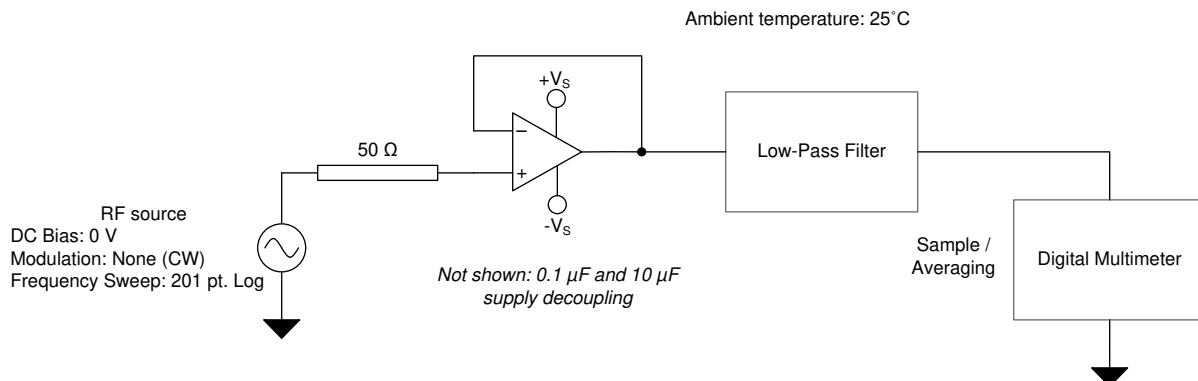 Ambient temperature: 25˚C
+VS
50 Ω
−
+
Low-Pass Filter
-VS
RF source
DC Bias: 0 V
Modulation: None (CW)
Frequency Sweep: 201 pt. Log
Not shown: 0.1 µF and 10 µF
supply decoupling
Sample /
Averaging
Digital Multimeter